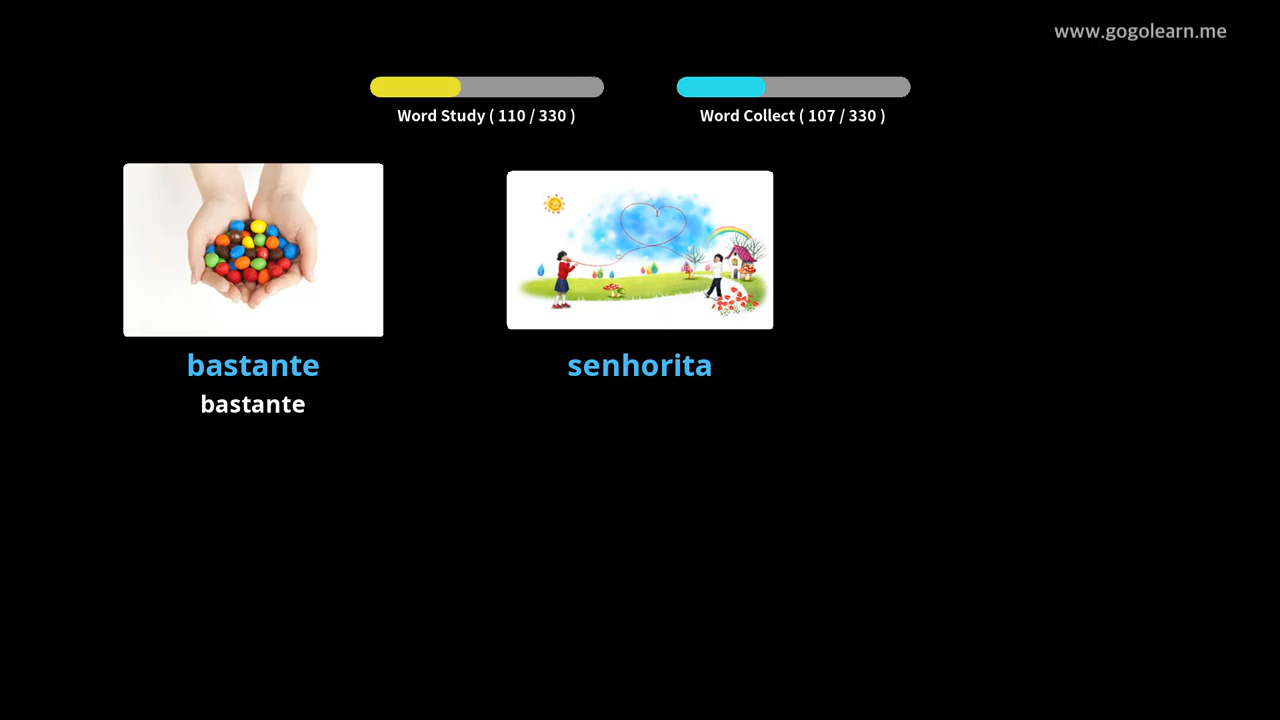 www.gogolearn.me
Word Study ( 110 / 330 )
Word Collect ( 107 / 330 )
bastante
senhorita
bastante